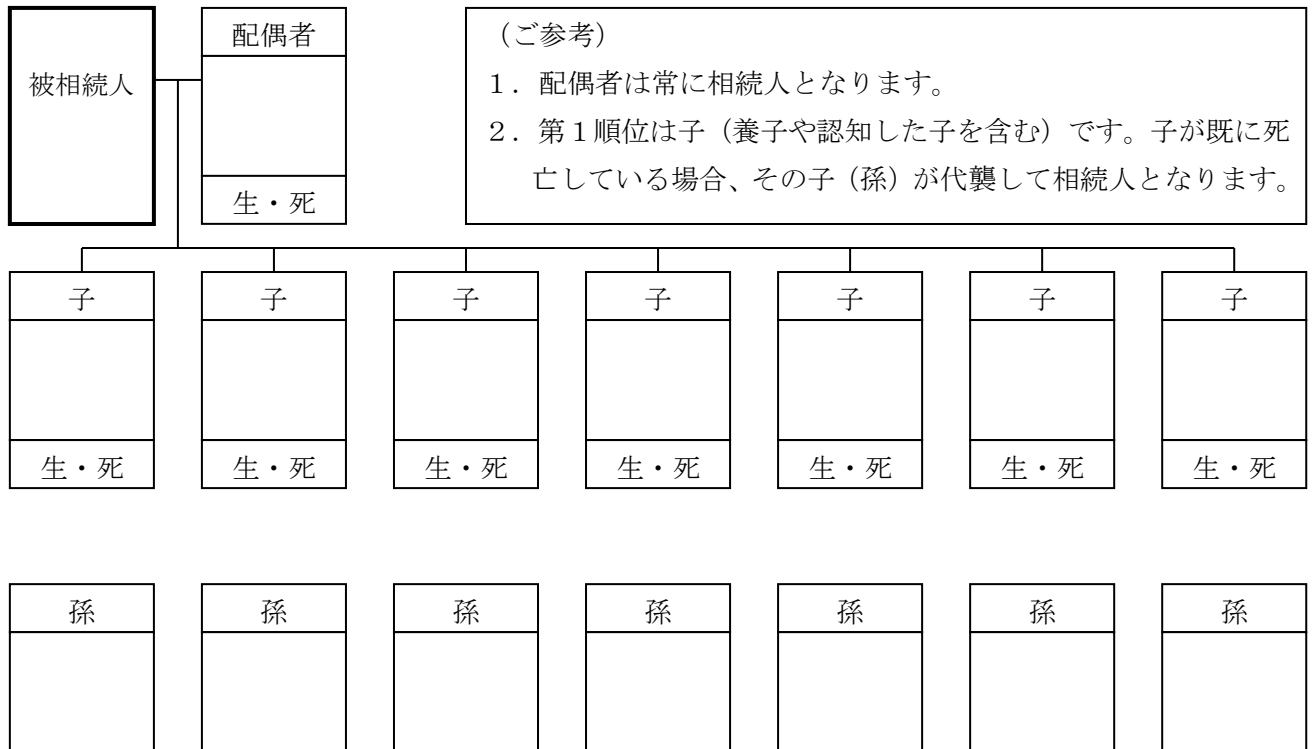 被相続人
配偶者
生・死
（ご参考）
１．配偶者は常に相続人となります。
２．第１順位は子（養子や認知した子を含む）です。子が既に死
亡している場合、その子（孫）が代襲して相続人となります。
子
子
子
子
子
子
子
生・死
生・死
生・死
生・死
生・死
生・死
生・死
孫
孫
孫
孫
孫
孫
孫